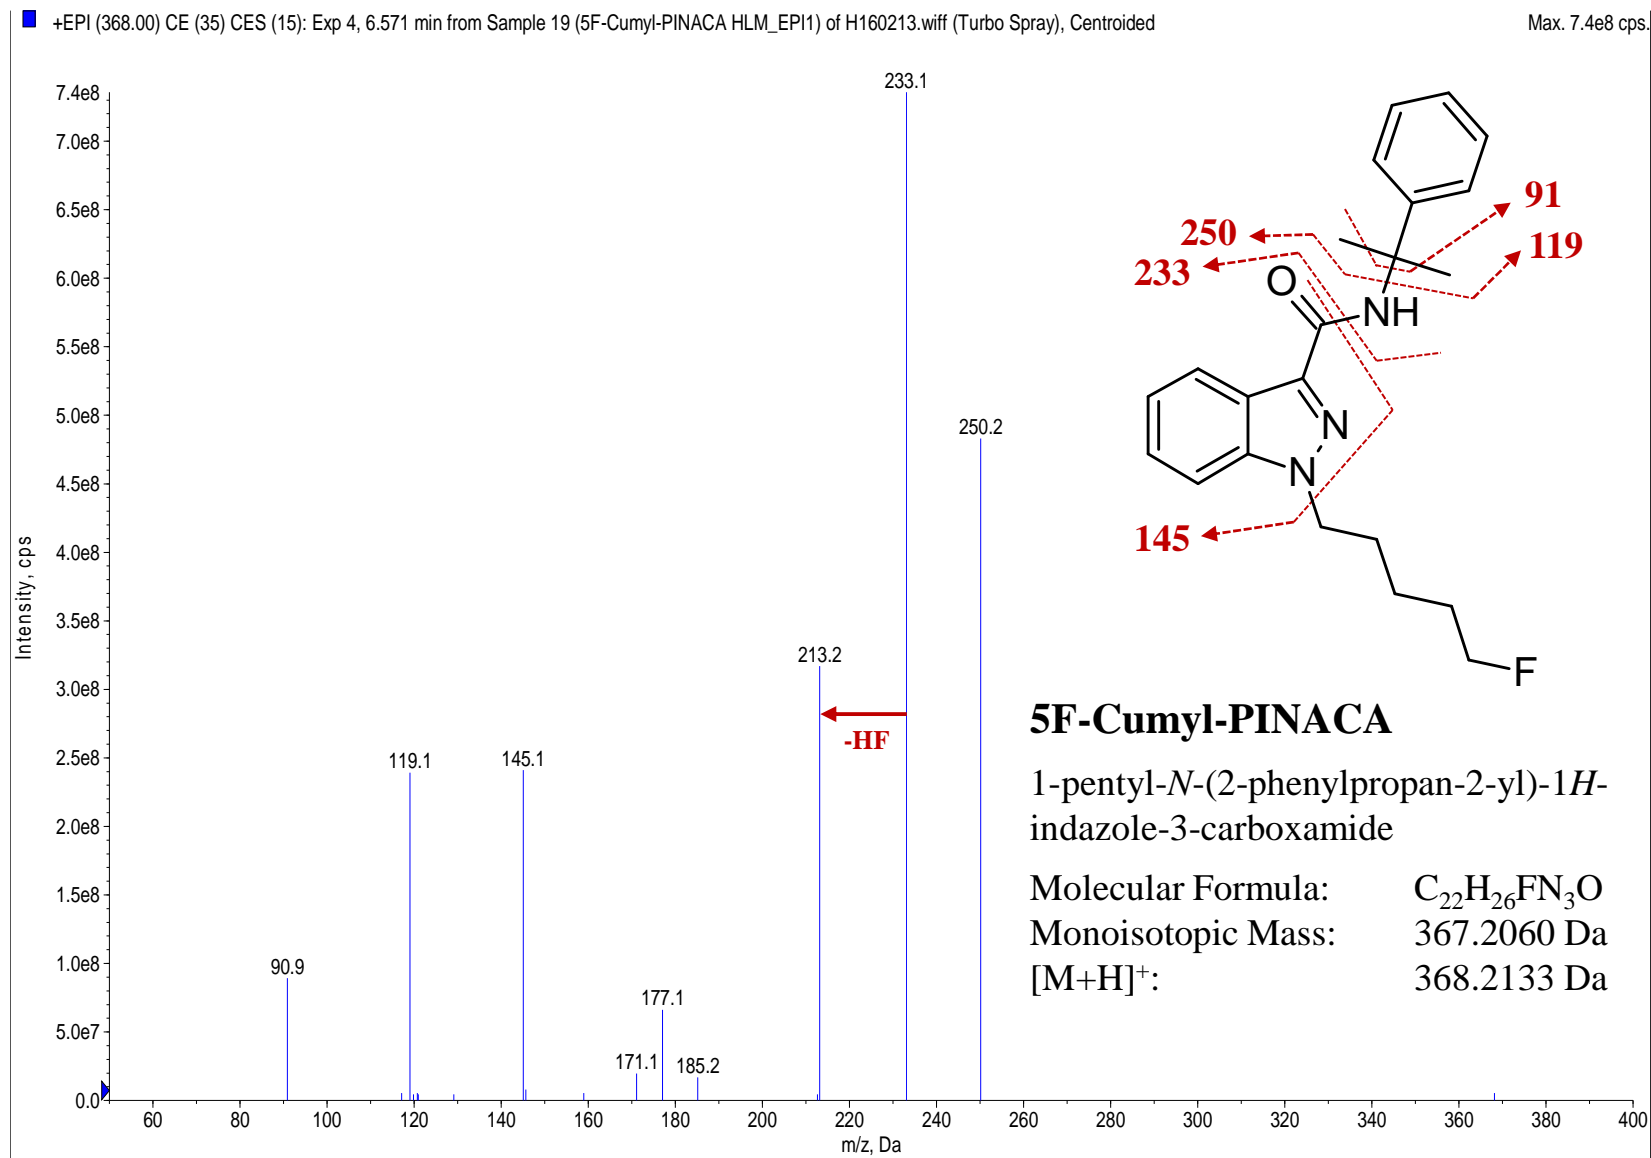 +EPI (368.00) CE (35) CES (15): Exp 4, 6.571 min from Sample 19 (5F-Cumyl-PINACA HLM_EPI1) of H160213.wiff (Turbo Spray), Centroided
Max. 7.4e8 cps.
Intensity, cps
7.4e8
7.0e8
6.5e8
6.0e8
5.5e8
5.0e8
4.5e8
4.0e8
3.5e8
3.0e8
2.5e8
2.0e8
1.5e8
1.0e8
5.0e7
0.0
60 80 100 120 140 160 180 200 220 240 260 280 300 320 340 360 380 400
m/z, Da
90.9
119.1
145.1
171.1
177.1
185.2
213.2
233.1
250.2
-HF
91
250
119
233
O
NH
N
N
145
F
5F-Cumyl-PINACA
1-pentyl-N-(2-phenylpropan-2-yl)-1H-
indazole-3-carboxamide
Molecular Formula: C₂₂H₂₆FN₃O
Monoisotopic Mass: 367.2060 Da
[M+H]⁺: 368.2133 Da